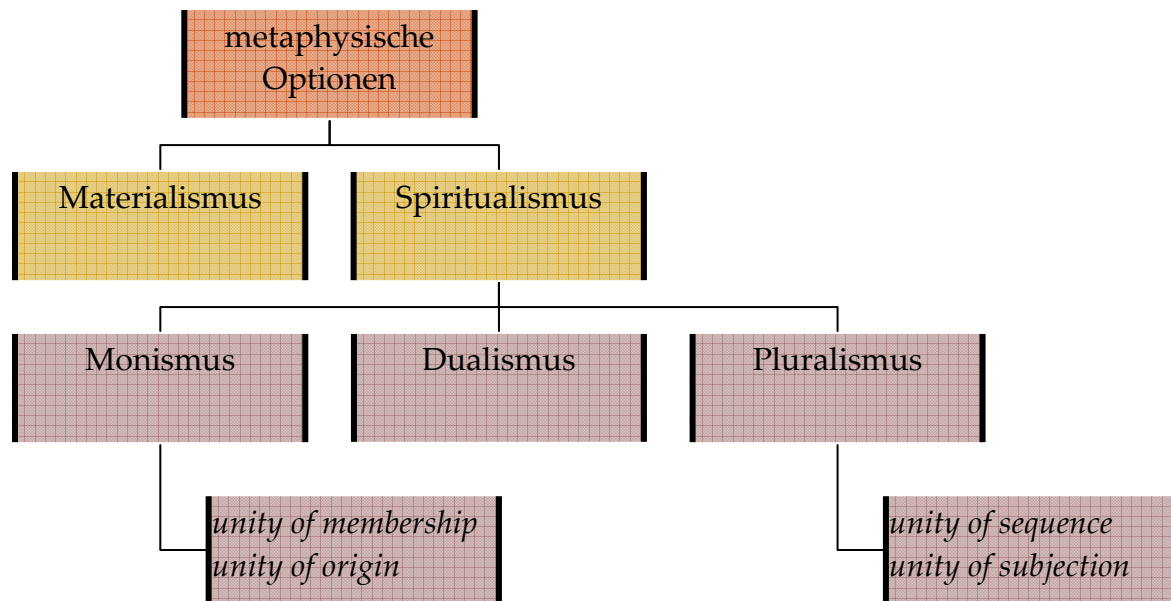 metaphysische
Optionen
Materialismus
Spiritualismus
Monismus
Dualismus
Pluralismus
unity of membership
unity of origin
unity of sequence
unity of subjection